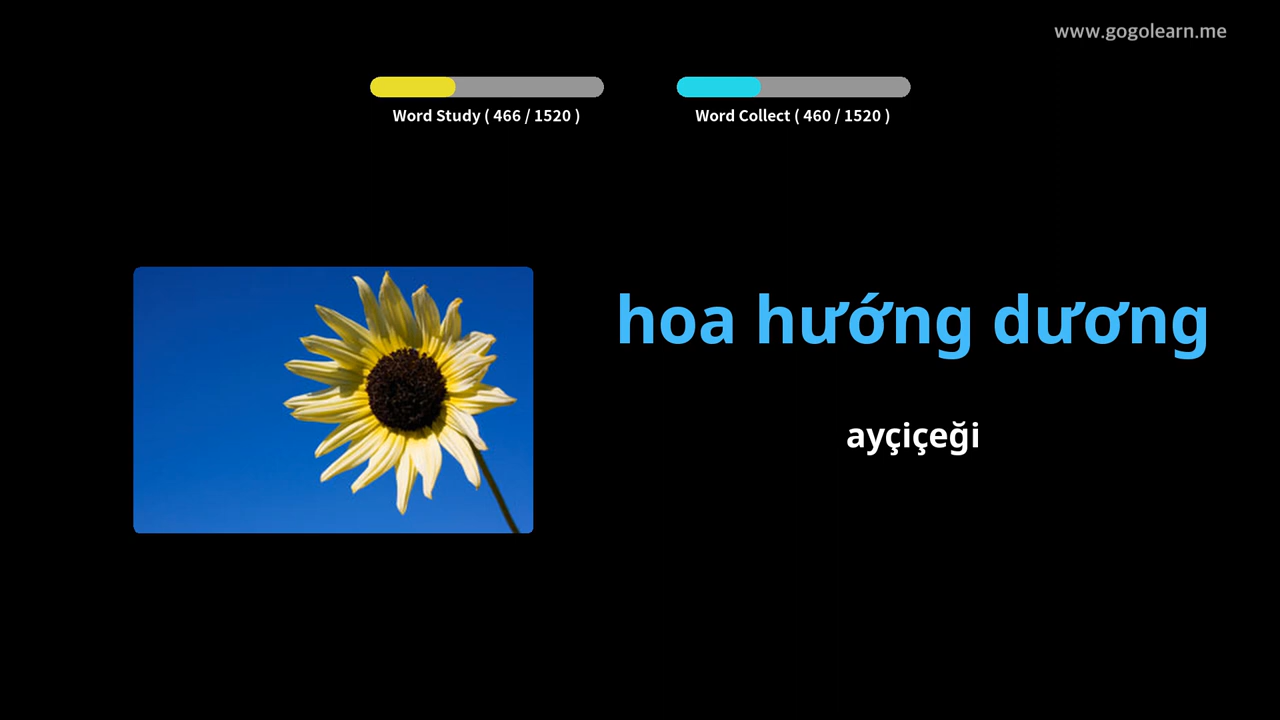 www.gogolearn.me
Word Study ( 466 / 1520 )
Word Collect ( 460 / 1520 )
hoa hướng dương
ayçiçeği